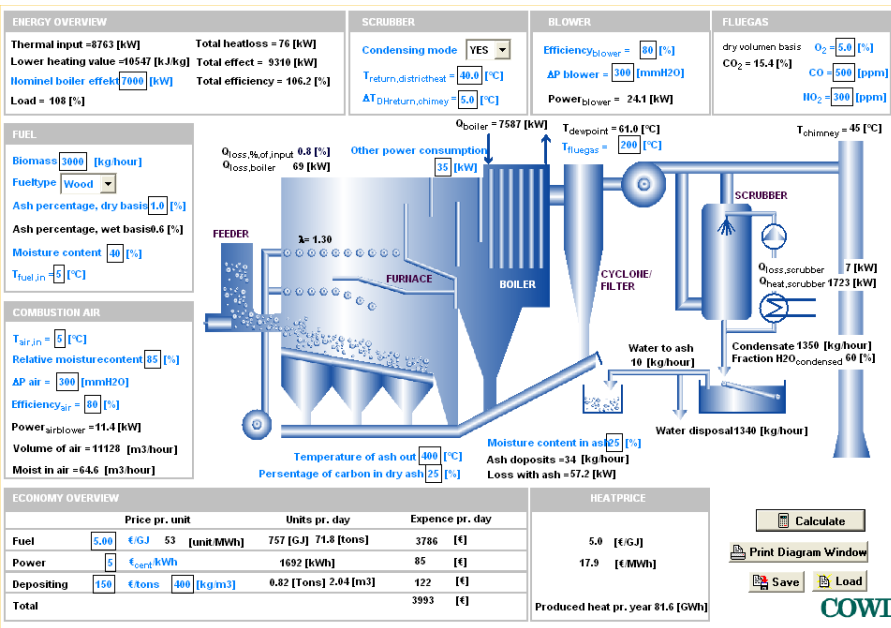 ENERGY OVERVIEW
Thermal input =8763 [kW] Total heatloss = 76 [kW]
Lower heating value =10547 [kJ/kg] Total effect = 9310 [kW]
Nominel boiler effekt 7000 [kW] Total efficiency = 106.2 [%]
Load = 108 [%]
SCRUBBER
Condensing mode YES
Treturn,districtheat = 40.0 [°C]
ΔTDHreturn,chimey = 5.0 [°C]
BLOWER
Efficiencyblower = 80 [%]
ΔP blower = 300 [mmH2O]
Powerblower = 24.1 [kW]
FLUEGAS
dry volumen basis O2 = 5.0 [%]
CO2 = 15.4 [%]
CO = 500 [ppm]
NO2 = 300 [ppm]
FUEL
Biomass 3000 [kg/hour]
Fueltype Wood
Ash percentage, dry basis 1.0 [%]
Ash percentage, wet basis0.6 [%]
Moisture content 40 [%]
Tfuel,in = 5 [°C]
COMBUSTION AIR
Tair,in = 5 [°C]
Relative moisturecontent 85 [%]
ΔP air = 300 [mmH2O]
Efficiencyair = 80 [%]
Powerairblower = 11.4 [kW]
Volume of air = 11128 [m3/hour]
Moist in air =64.6 [m3/hour]
Qboiler = 7587 [kW]
Qloss,%,of,input 0.8 [%]
Qloss,boiler 69 [kW]
Other power consumption
35 [kW]
Tdewpoint = 61.0 [°C]
Tfluegas = 200 [°C]
Tchimney = 45 [°C]
FEEDER
λ= 1.30
FURNACE
BOILER
CYCLONE/
FILTER
SCRUBBER
Qloss,scrubber 7 [kW]
Qheat,scrubber 1723 [kW]
Water to ash
10 [kg/hour]
Condensate 1350 [kg/hour]
Fraction H2Ocondensed 60 [%]
Water disposal1340 [kg/hour]
Temperature of ash out 400 [°C]
Persentage of carbon in dry ash 25 [%]
Moisture content in ash 25 [%]
Ash doposits =34 [kg/hour]
Loss with ash =57.2 [kW]
ECONOMY OVERVIEW
Price pr. unit Units pr. day Expence pr. day
Fuel 5.00 €/GJ 53 [unit/MWh] 757 [GJ] 71.8 [tons] 3786 [€]
Power 5 €cent/kWh 1692 [kWh] 85 [€]
Depositing 150 €/tons 400 [kg/m3] 0.82 [Tons] 2.04 [m3] 122 [€]
Total 3993 [€]
HEATPRICE
5.0 [€/GJ]
17.9 [€/MWh]
Produced heat pr. year 81.6 [GWh]
Calculate
Print Diagram Window
Save Load
COWI